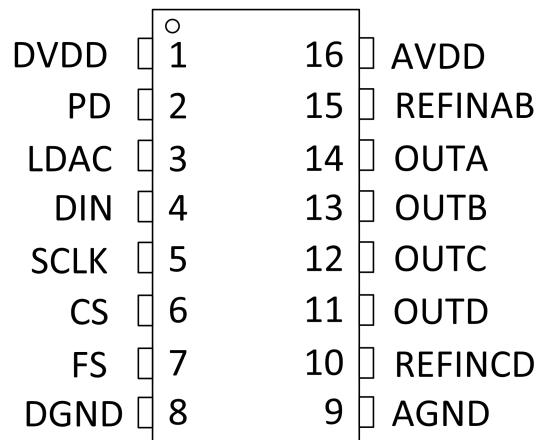 DVDD 1 16 AVDD
PD 2 15 REFINAB
LDAC 3 14 OUTA
DIN 4 13 OUTB
SCLK 5 12 OUTC
CS 6 11 OUTD
FS 7 10 REFINCD
DGND 8 9 AGND